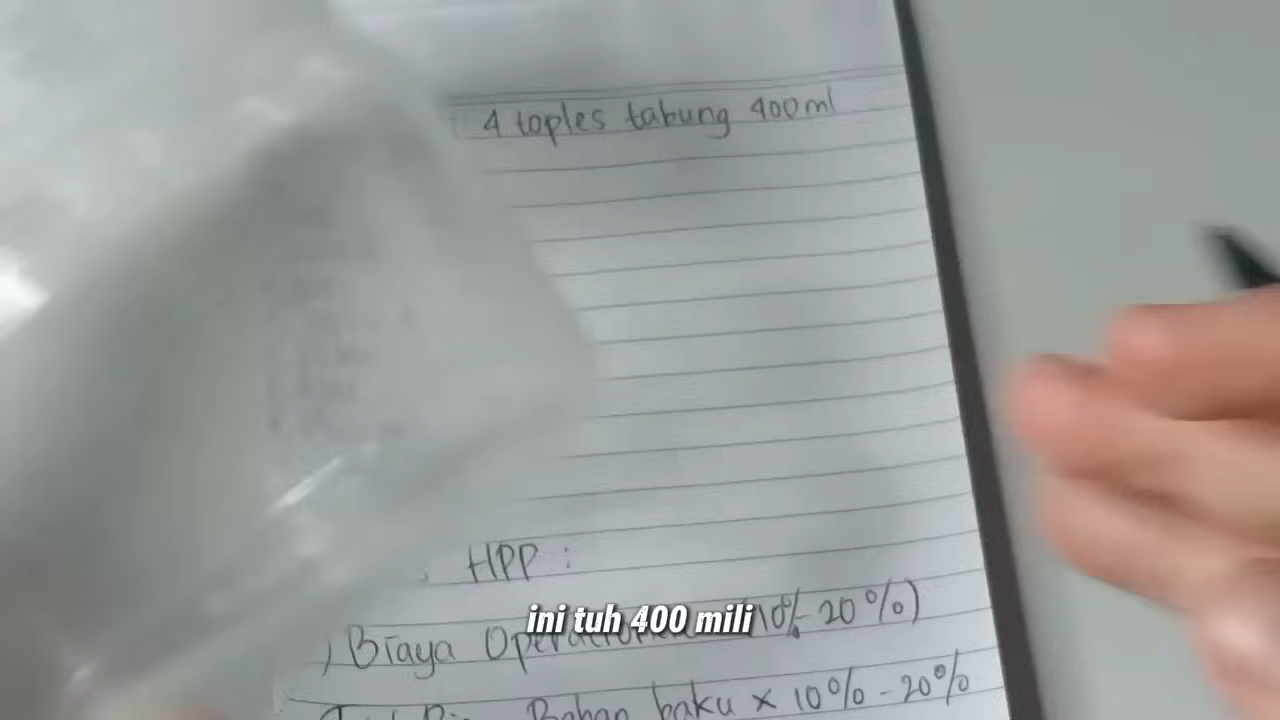 4 toples tabung 400ml
HPP :
ini tuh 400 mili
) Biaya Operasional (10%-20%)
Bahan baku x 10% - 20%